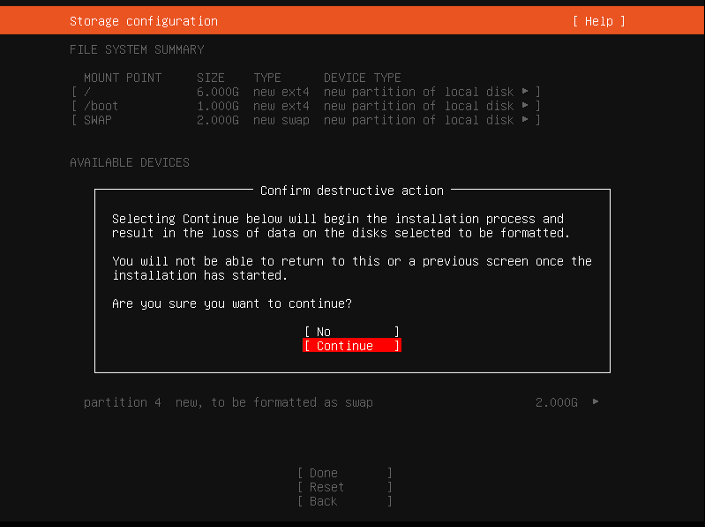 Storage configuration [ Help ]
FILE SYSTEM SUMMARY
MOUNT POINT SIZE TYPE DEVICE TYPE
[ / 6.000G new ext4 new partition of local disk ▸ ]
[ /boot 1.000G new ext4 new partition of local disk ▸ ]
[ SWAP 2.000G new swap new partition of local disk ▸ ]
AVAILABLE DEVICES
Confirm destructive action
Selecting Continue below will begin the installation process and
result in the loss of data on the disks selected to be formatted.
You will not be able to return to this or a previous screen once the
installation has started.
Are you sure you want to continue?
[ No ]
[ Continue ]
partition 4 new, to be formatted as swap 2.000G ▸
[ Done ]
[ Reset ]
[ Back ]